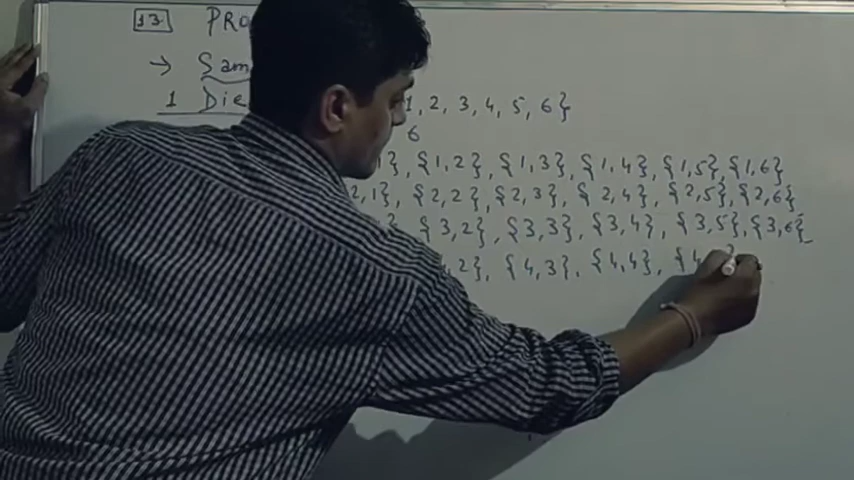 13 PRO
→ Sam
1 Die 1, 2, 3, 4, 5, 6}
6
1}, {1,2}, {1,3}, {1,4}, {1,5}, {1,6}
2,1}, {2,2}, {2,3}, {2,4}, {2,5}, {2,6}
}, {3,2}, {3,3}, {3,4}, {3,5}, {3,6},
,2}, {4,3}, {4,4}, {4